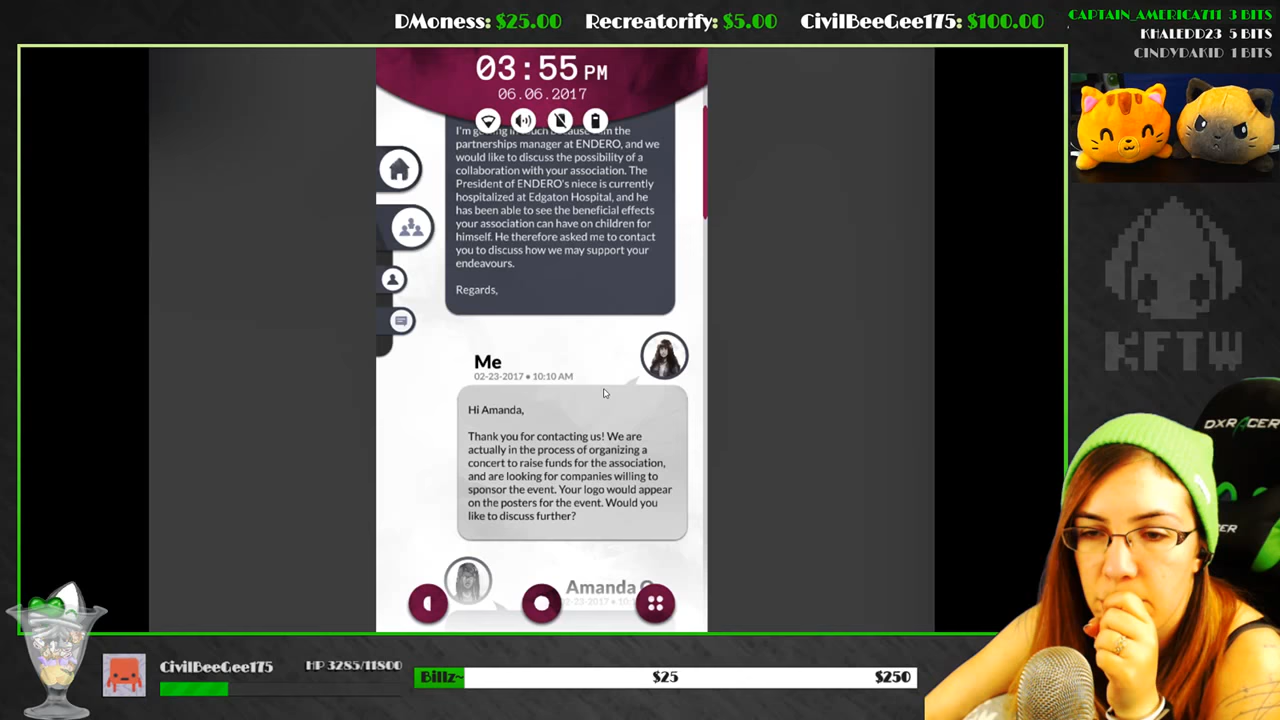 DMoness: $25.00 Recreatorify: $5.00 CivilBeeGee175: $100.00
CAPTAIN_AMERICA711 3 BITS
KHALEDD23 5 BITS
CINDYDAKID 1 BITS
03:55 PM
06.06.2017
the
partnerships manager at ENDERO, and we
would like to discuss the possibility of a
collaboration with your association. The
President of ENDERO's niece is currently
hospitalized at Edgaton Hospital, and he
has been able to see the beneficial effects
your association can have on children for
himself. He therefore asked me to contact
you to discuss how we may support your
endeavours.
Regards,
Me
02-23-2017 • 10:10 AM
Hi Amanda,
Thank you for contacting us! We are
actually in the process of organizing a
concert to raise funds for the association,
and are looking for companies willing to
sponsor the event. Your logo would appear
on the posters for the event. Would you
like to discuss further?
Amanda
02-23-2017
KFTW
DXRACER
CivilBeeGee175 HP 3285/11800
Billz~ $25 $250